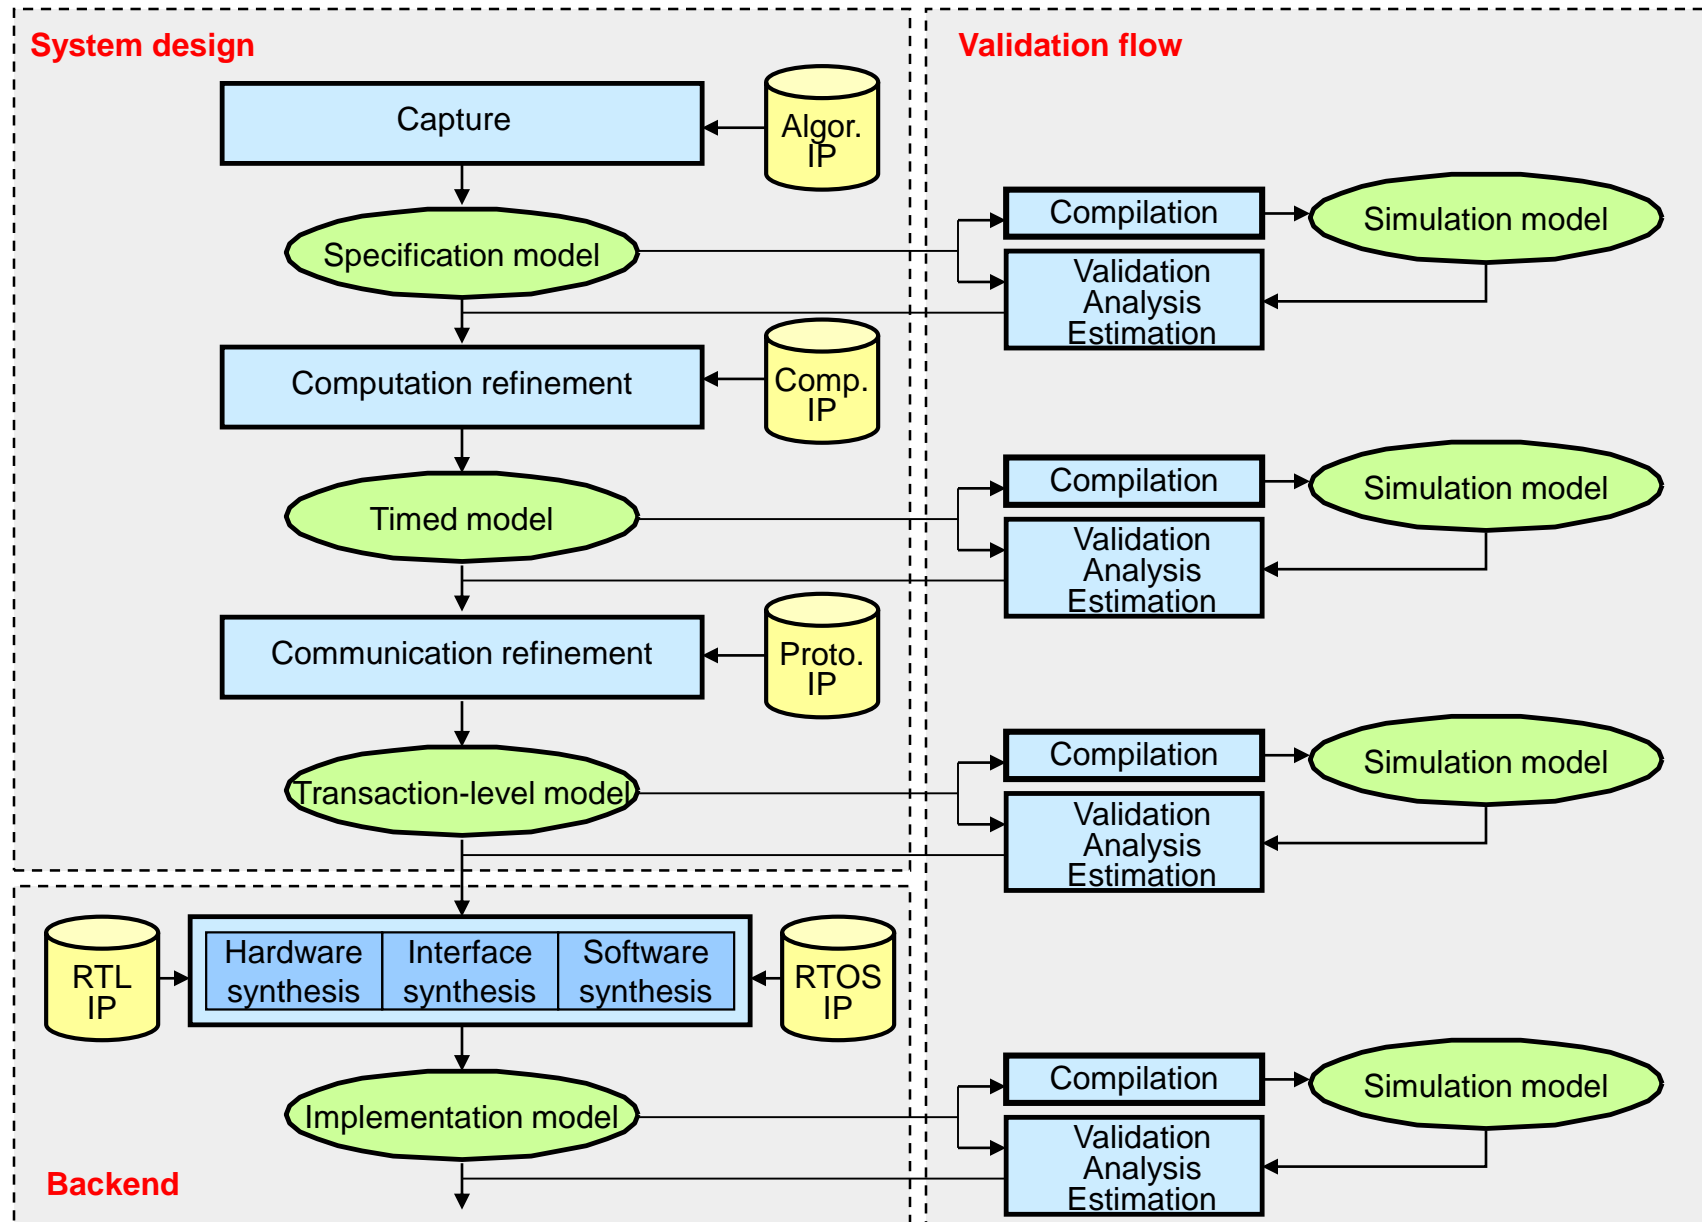 System design
Validation flow
Capture
Algor.
IP
Specification model
Compilation
Simulation model
Validation
Analysis
Estimation
Computation refinement
Comp.
IP
Timed model
Compilation
Simulation model
Validation
Analysis
Estimation
Communication refinement
Proto.
IP
Transaction-level model
Compilation
Simulation model
Validation
Analysis
Estimation
RTL
IP
Hardware
synthesis
Interface
synthesis
Software
synthesis
RTOS
IP
Implementation model
Compilation
Simulation model
Validation
Analysis
Estimation
Backend